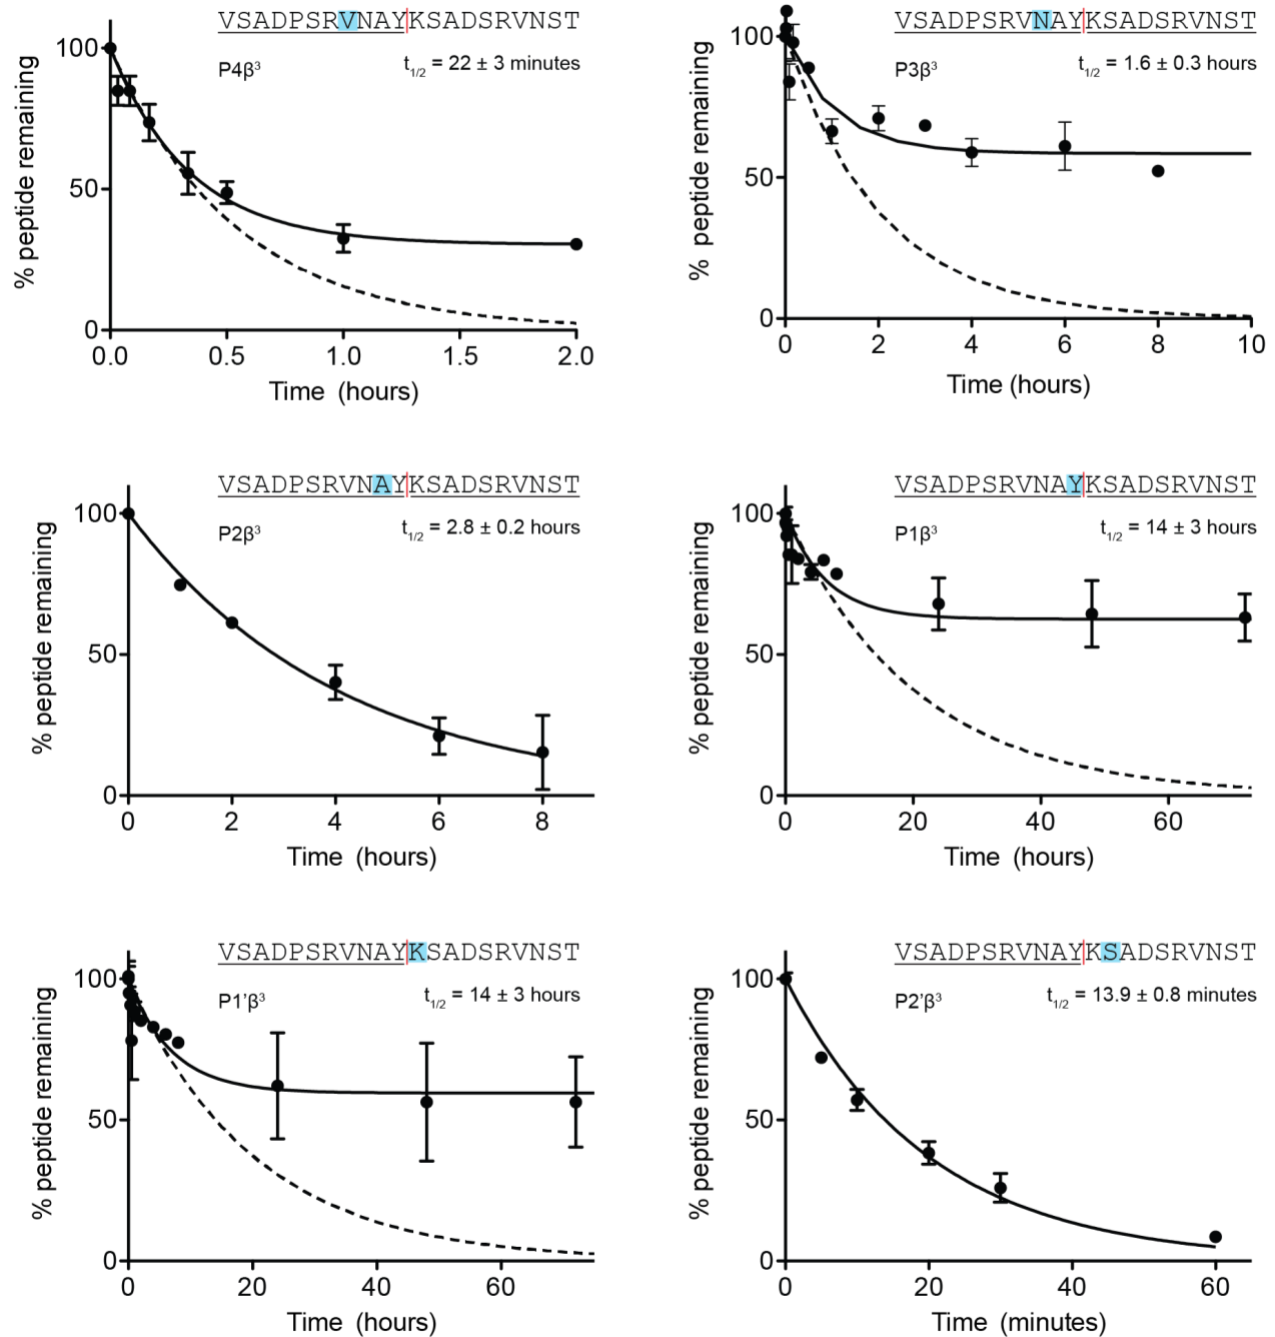 VSADPSRVNAYKSADSRVNST
P4β³
t1/2 = 22 ± 3 minutes
% peptide remaining
100
50
0
0.0 0.5 1.0 1.5 2.0
Time (hours)
VSADPSRVNAYKSADSRVNST
P3β³
t1/2 = 1.6 ± 0.3 hours
% peptide remaining
100
50
0
0 2 4 6 8 10
Time (hours)
VSADPSRVNAYKSADSRVNST
P2β³
t1/2 = 2.8 ± 0.2 hours
% peptide remaining
100
50
0
0 2 4 6 8
Time (hours)
VSADPSRVNAYKSADSRVNST
P1β³
t1/2 = 14 ± 3 hours
% peptide remaining
100
50
0
0 20 40 60
Time (hours)
VSADPSRVNAYKSADSRVNST
P1'β³
t1/2 = 14 ± 3 hours
% peptide remaining
100
50
0
0 20 40 60
Time (hours)
VSADPSRVNAYKSADSRVNST
P2'β³
t1/2 = 13.9 ± 0.8 minutes
% peptide remaining
100
50
0
0 20 40 60
Time (minutes)